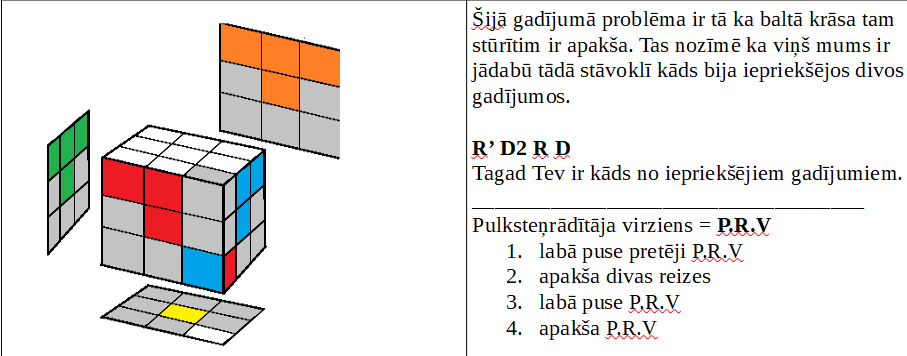 Šijā gadījumā problēma ir tā ka baltā krāsa tam
stūrītim ir apakša. Tas nozīmē ka viņš mums ir
jādabū tādā stāvoklī kāds bija iepriekšējos divos
gadījumos.
R’ D2 R D
Tagad Tev ir kāds no iepriekšējiem gadījumiem.
Pulksteņrādītāja virziens = P.R.V
1. labā puse pretēji P.R.V
2. apakša divas reizes
3. labā puse P.R.V
4. apakša P.R.V